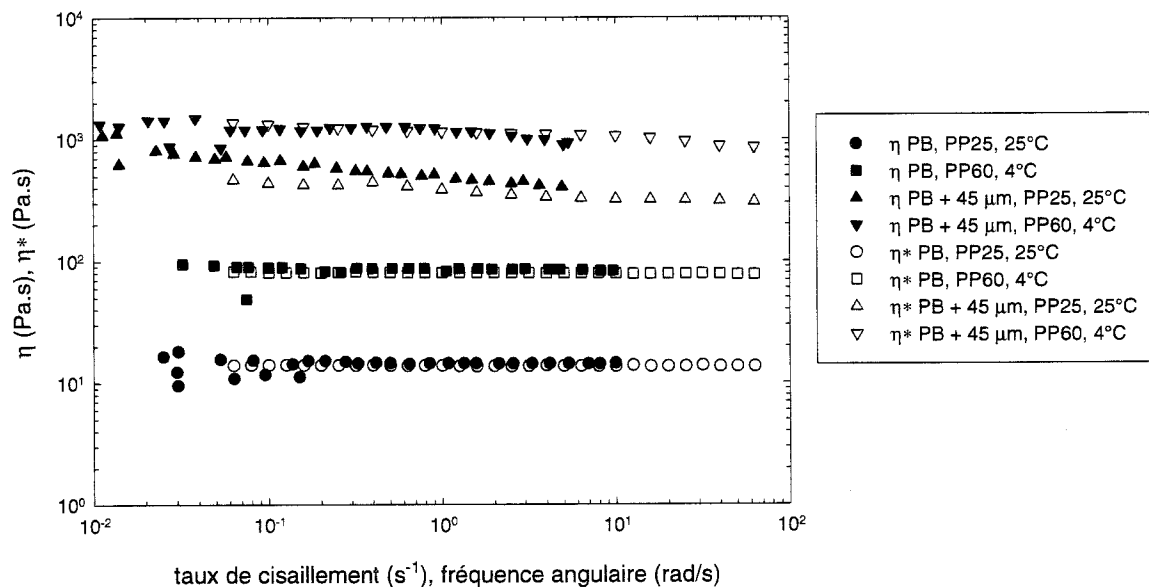 10⁴
10³
10²
10¹
10⁰
η (Pa.s), η* (Pa.s)
10⁻² 10⁻¹ 10⁰ 10¹ 10²
taux de cisaillement (s⁻¹), fréquence angulaire (rad/s)
η PB, PP25, 25°C
η PB, PP60, 4°C
η PB + 45 μm, PP25, 25°C
η PB + 45 μm, PP60, 4°C
η* PB, PP25, 25°C
η* PB, PP60, 4°C
η* PB + 45 μm, PP25, 25°C
η* PB + 45 μm, PP60, 4°C